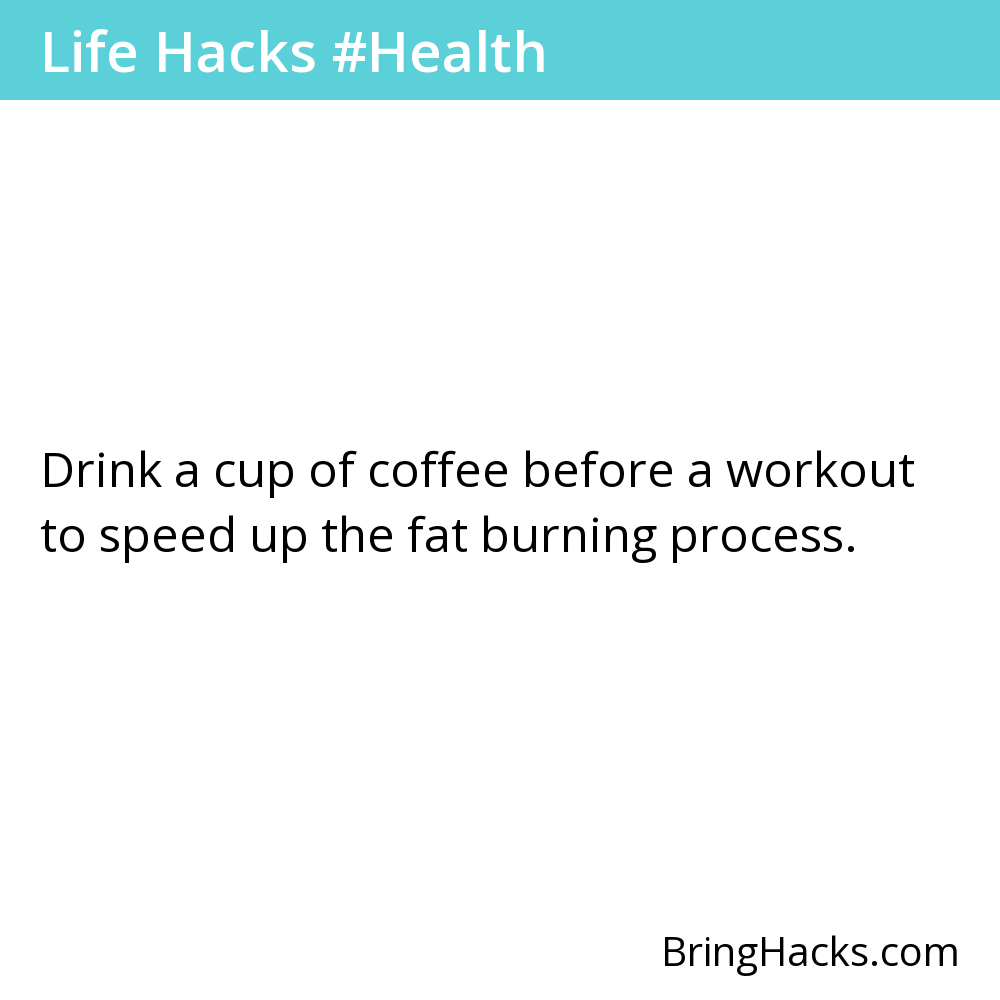 Life Hacks #Health
Drink a cup of coffee before a workout
to speed up the fat burning process.
BringHacks.com